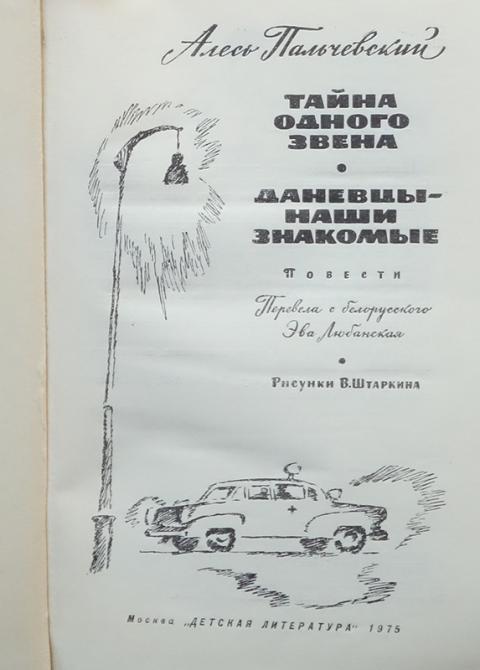 Алесь Пальчевский
ТАЙНА
ОДНОГО
ЗВЕНА
•
ДАНЕВЦЫ-
НАШИ
ЗНАКОМЫЕ
Повести
Перевела с белорусского
Эва Любанская
•
Рисунки В. Штаркина
Москва „ДЕТСКАЯ ЛИТЕРАТУРА" 1975